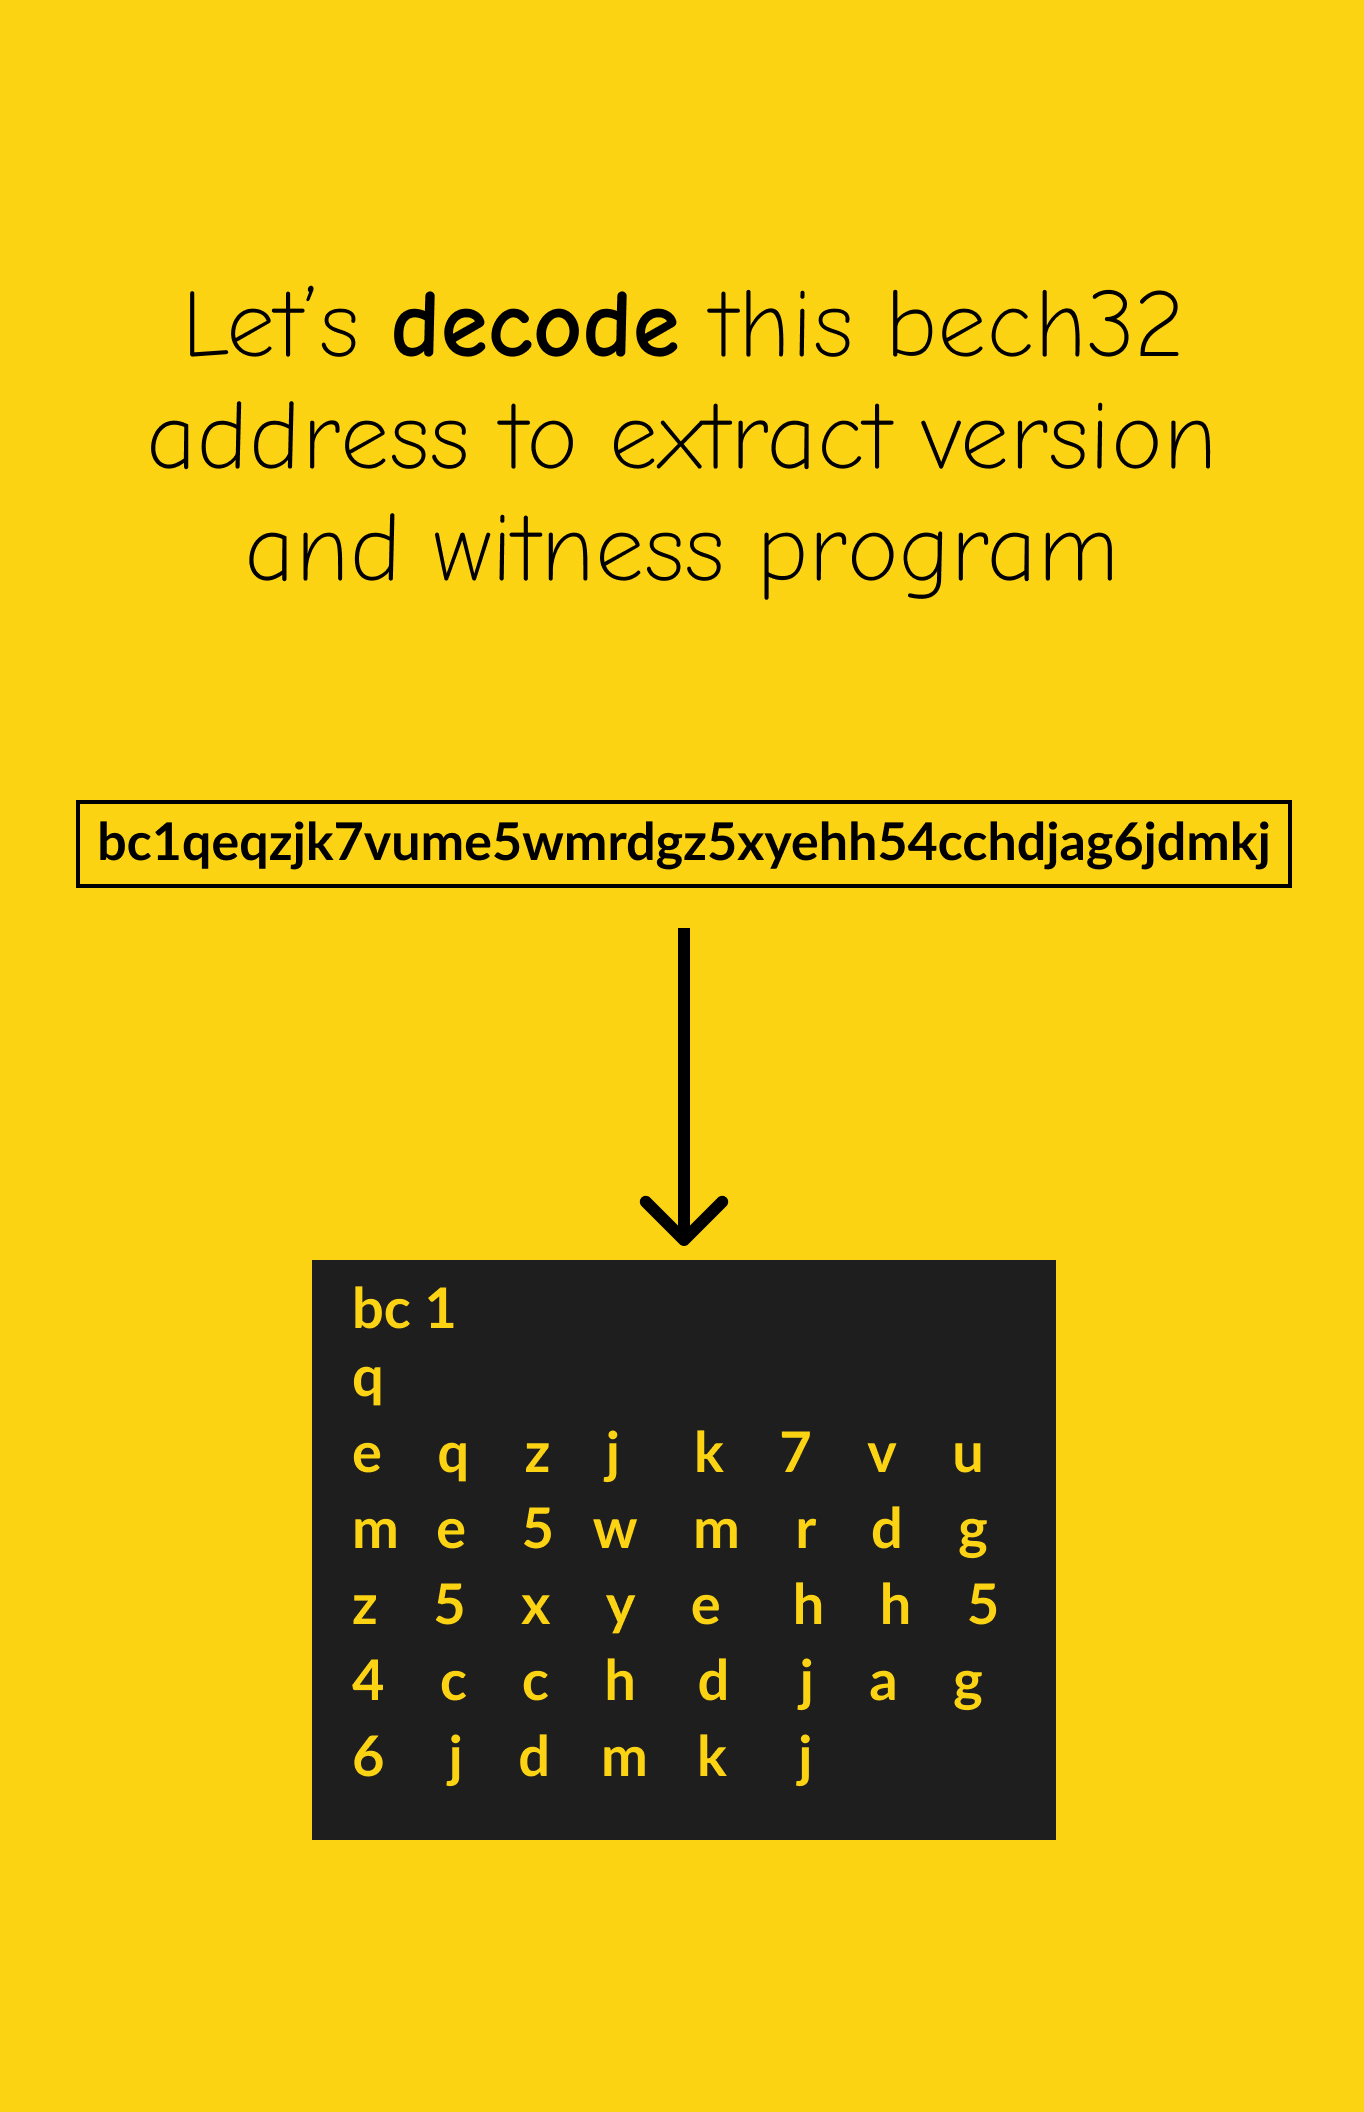 Let's decode this bech32
address to extract version
and witness program
bc1qeqzjk7vume5wmrdgz5xyehh54cchdjag6jdmkj
bc 1
q
e q z j k 7 v u
m e 5 w m r d g
z 5 x y e h h 5
4 c c h d j a g
6 j d m k j